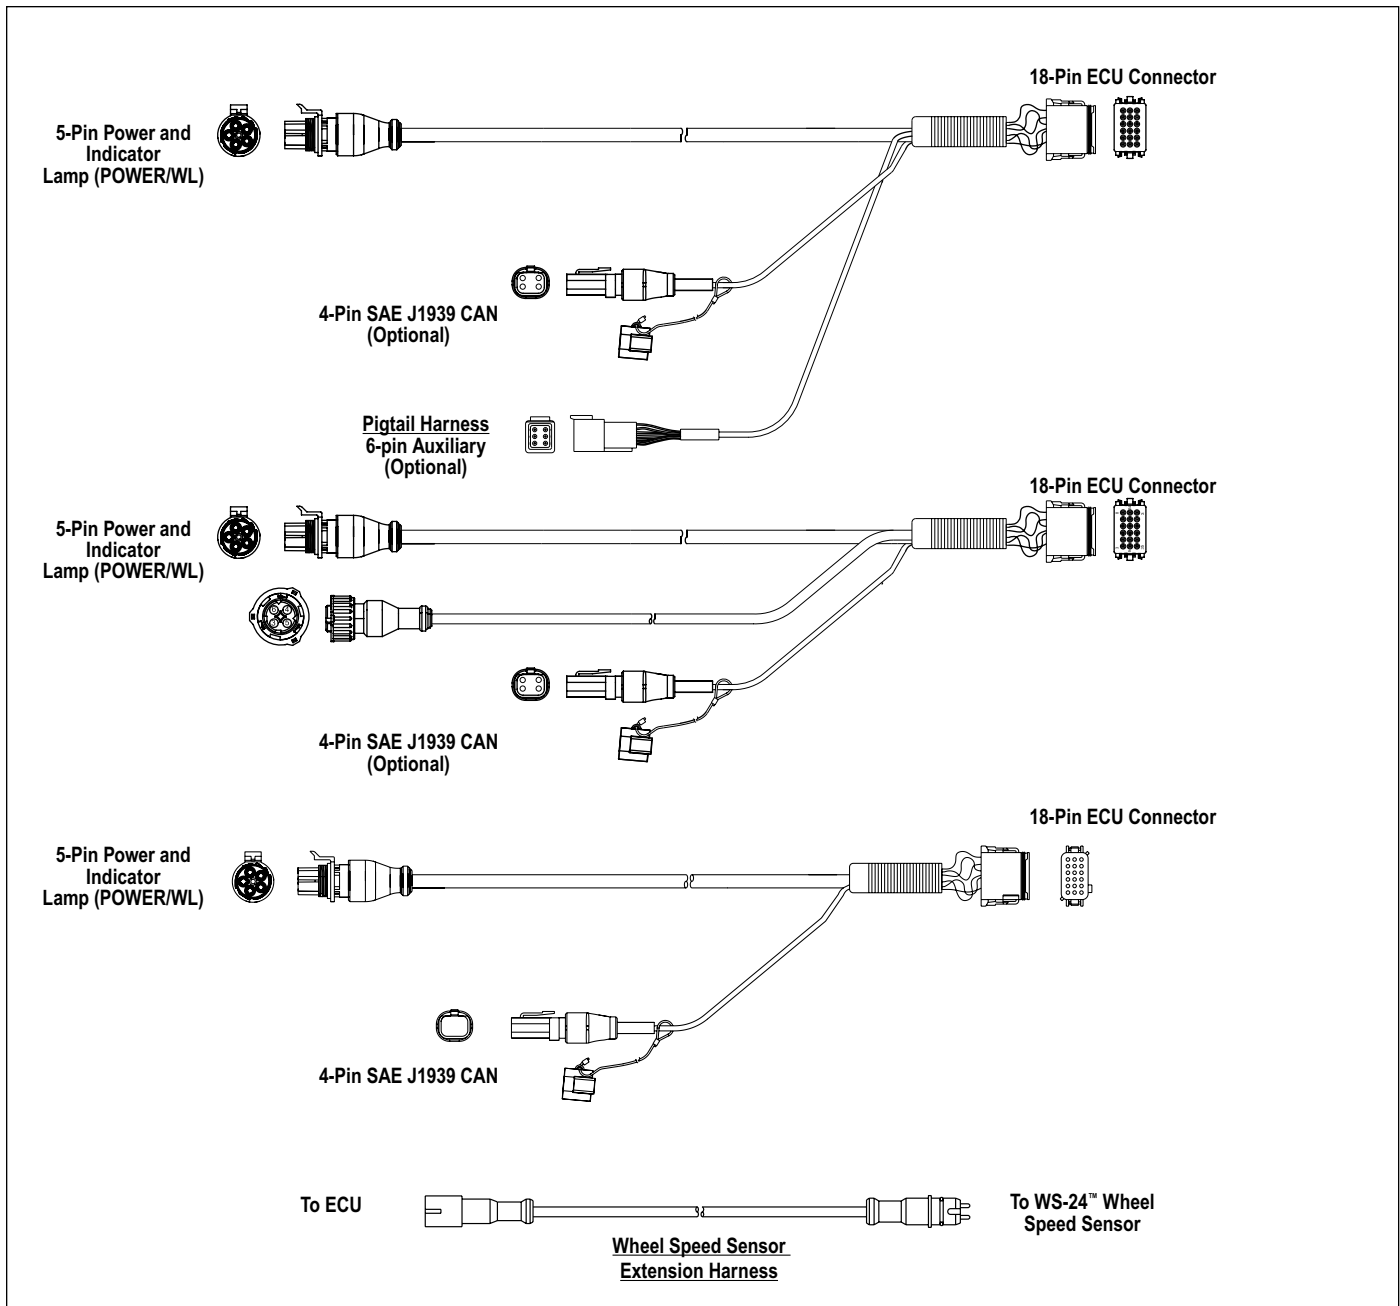 18-Pin ECU Connector
5-Pin Power and
Indicator
Lamp (POWER/WL)
4-Pin SAE J1939 CAN
(Optional)
Pigtail Harness
6-pin Auxiliary
(Optional)
18-Pin ECU Connector
5-Pin Power and
Indicator
Lamp (POWER/WL)
4-Pin SAE J1939 CAN
(Optional)
18-Pin ECU Connector
5-Pin Power and
Indicator
Lamp (POWER/WL)
4-Pin SAE J1939 CAN
To ECU
To WS-24™ Wheel
Speed Sensor
Wheel Speed Sensor
Extension Harness